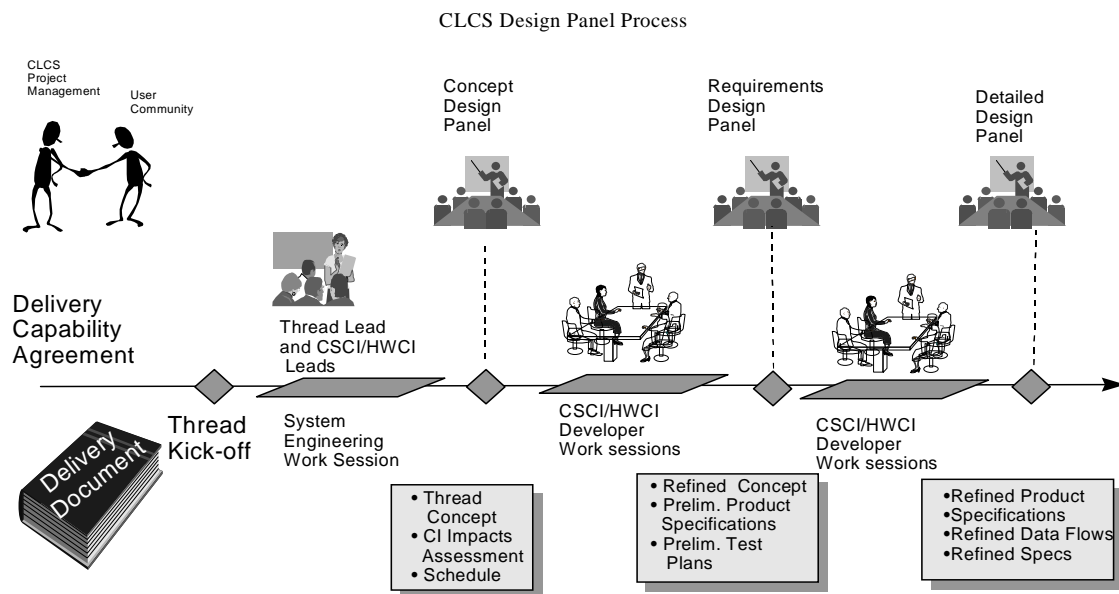 CLCS Design Panel Process
CLCS
Project
Management
User
Community
Concept
Design
Panel
Requirements
Design
Panel
Detailed
Design
Panel
Delivery
Capability
Agreement
Thread Lead
and CSCI/HWCI
Leads
Delivery
Document
Thread
Kick-off
System
Engineering
Work Session
CSCI/HWCI
Developer
Work sessions
CSCI/HWCI
Developer
Work sessions
• Thread
Concept
• CI Impacts
Assessment
• Schedule
• Refined Concept
• Prelim. Product
Specifications
• Prelim. Test
Plans
• Refined Product
• Specifications
• Refined Data Flows
• Refined Specs